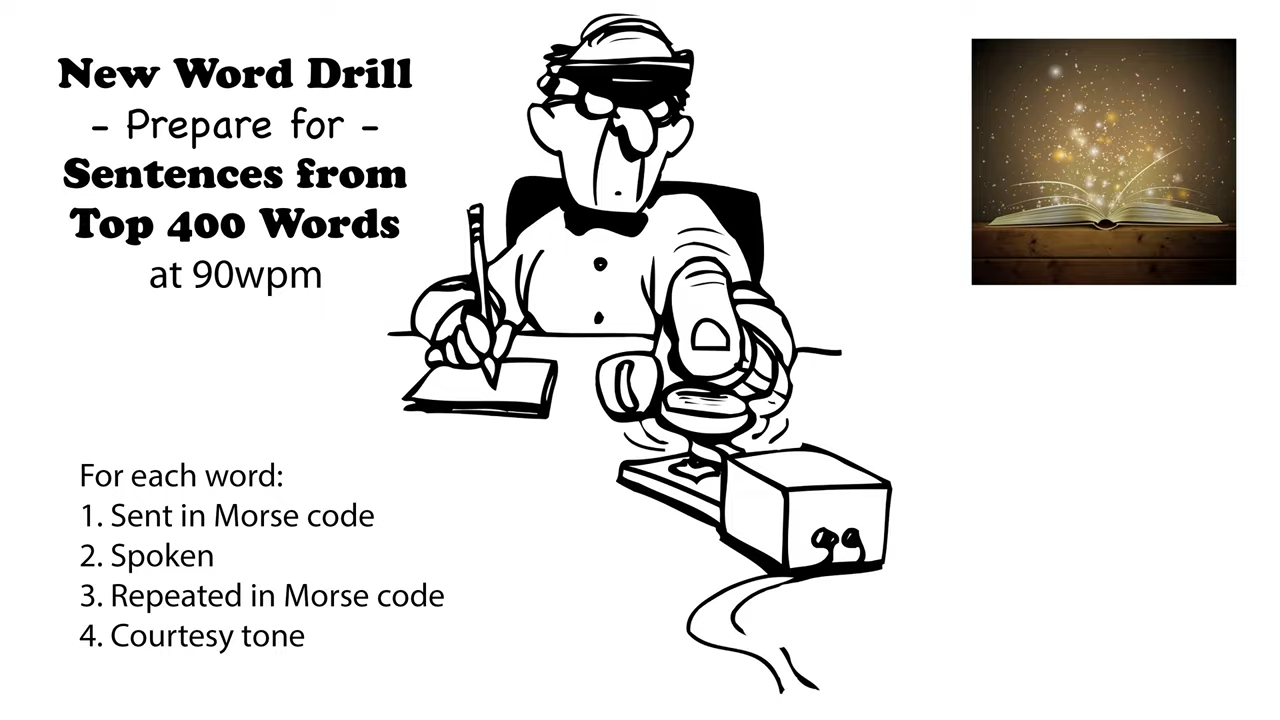 New Word Drill
- Prepare for -
Sentences from
Top 400 Words
at 90wpm
For each word:
1. Sent in Morse code
2. Spoken
3. Repeated in Morse code
4. Courtesy tone